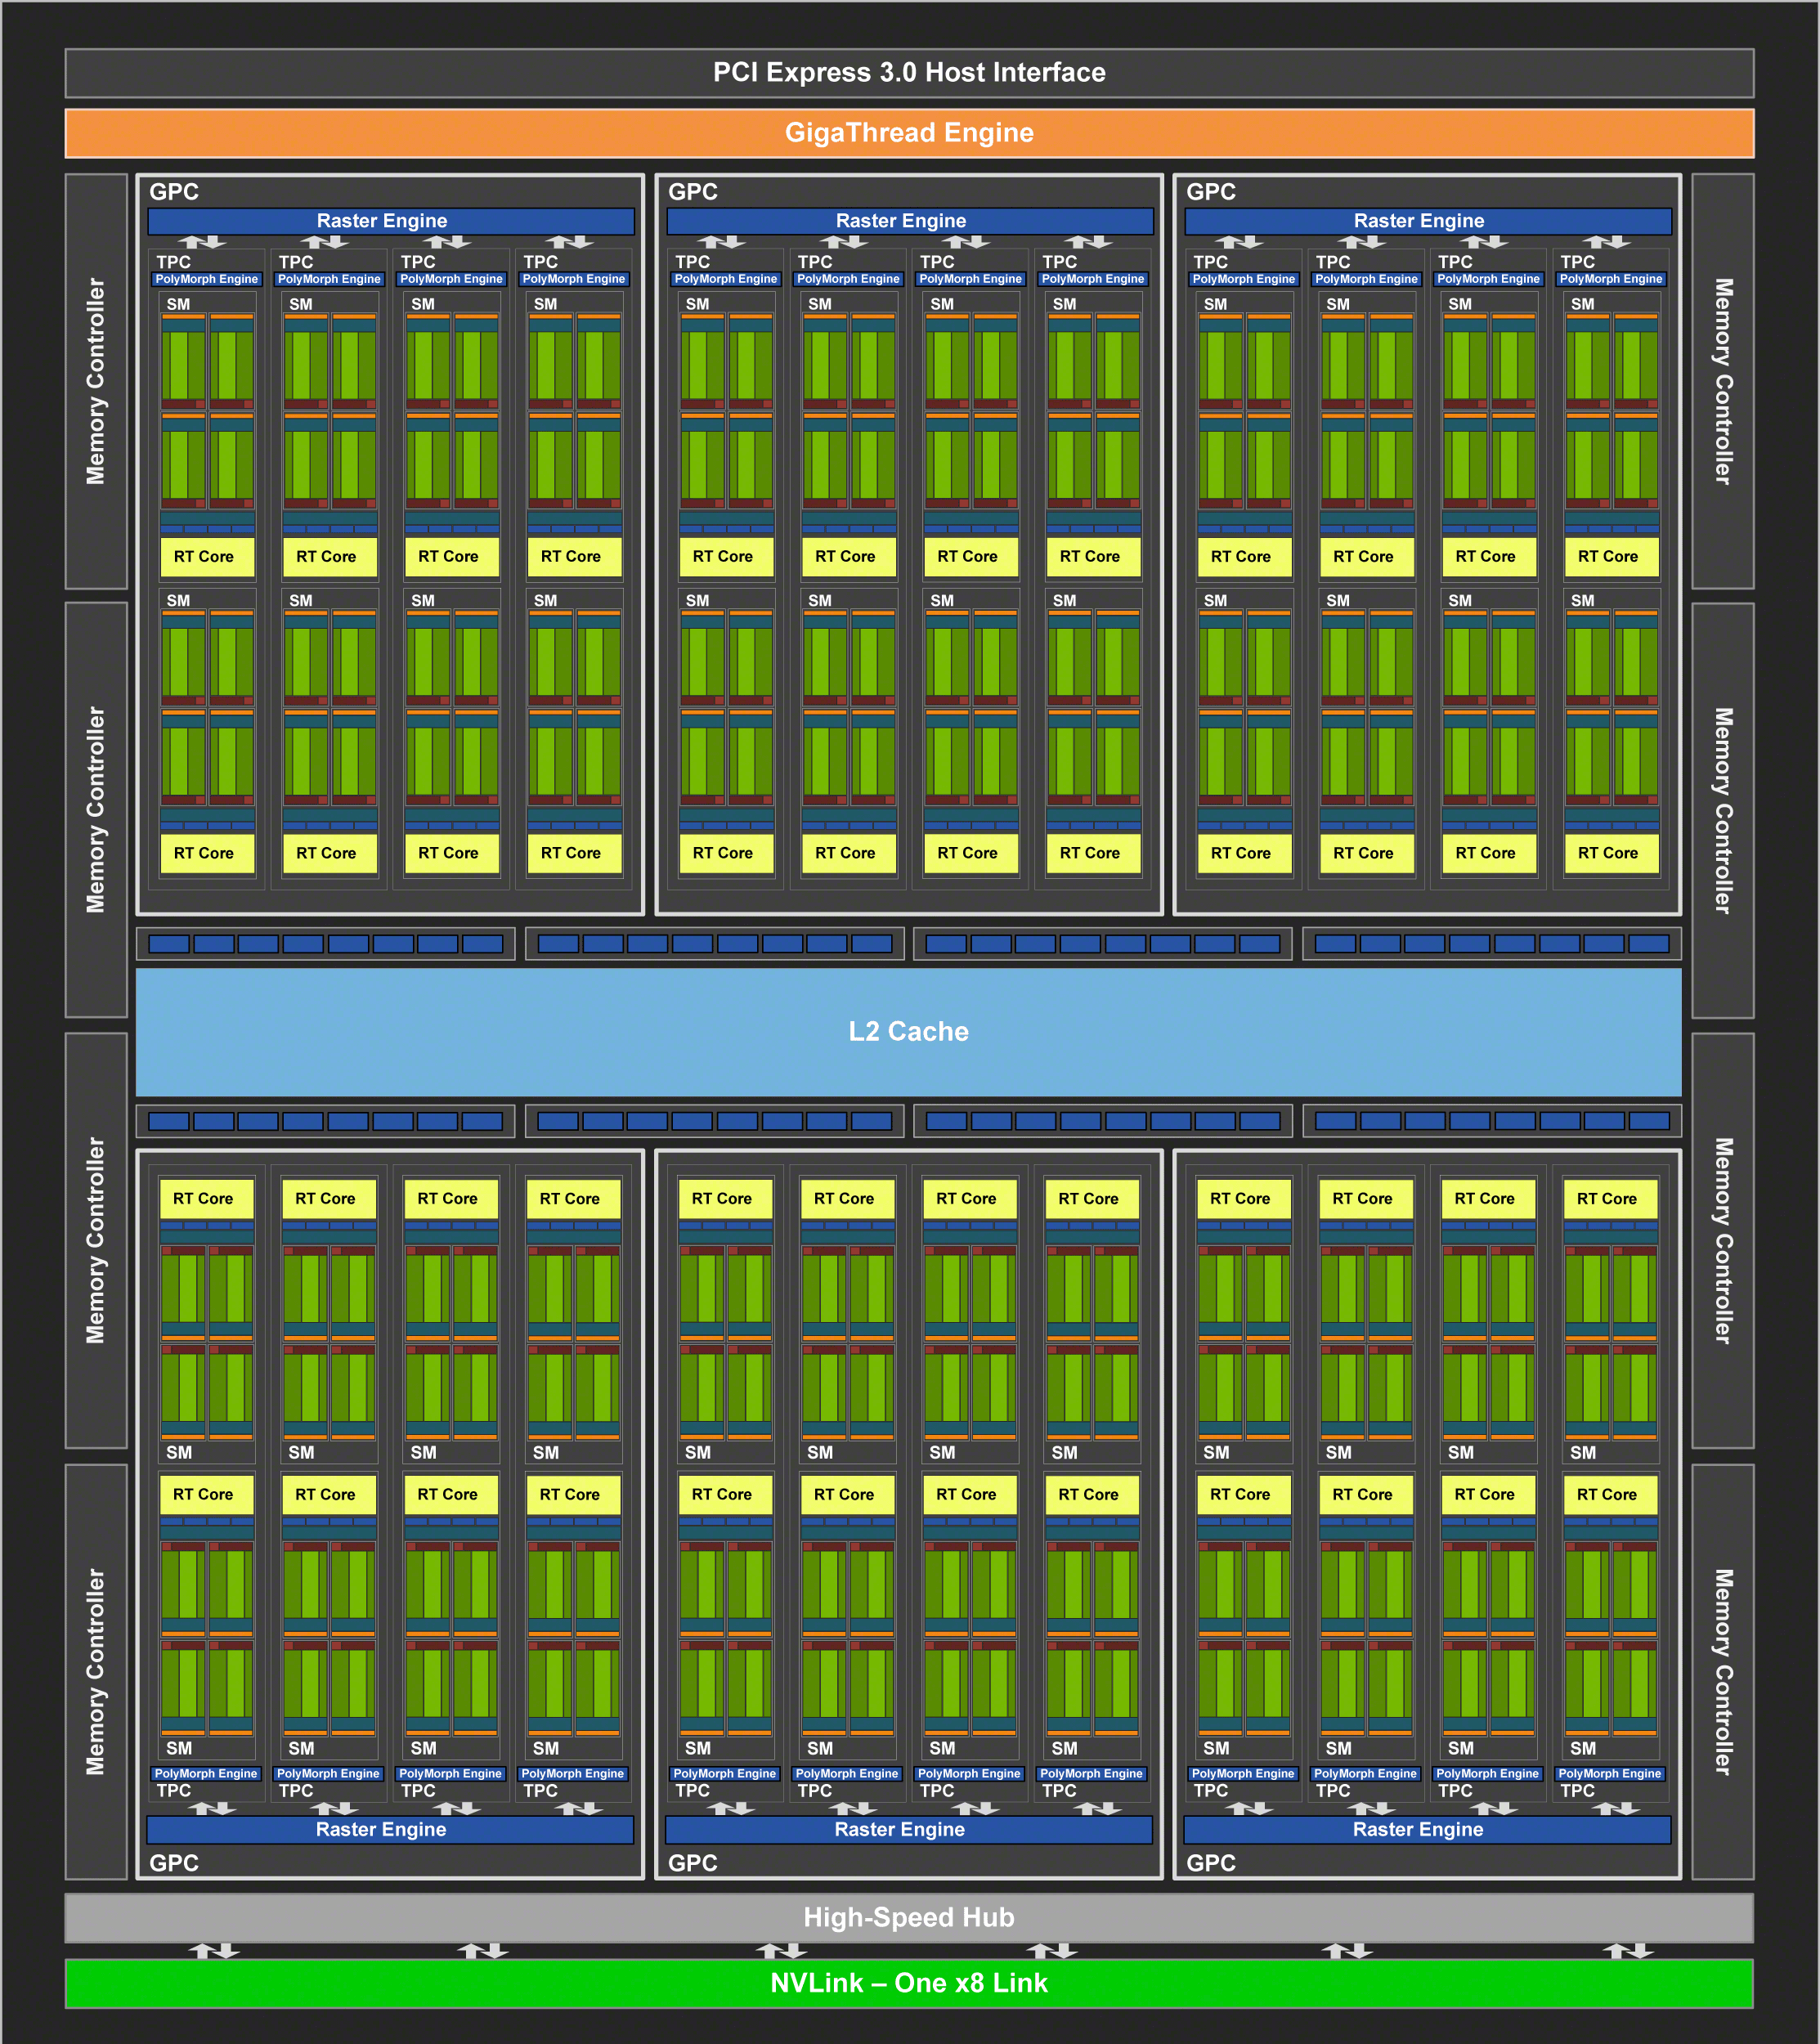 PCI Express 3.0 Host Interface
GigaThread Engine
Memory Controller
Memory Controller
Memory Controller
Memory Controller
GPC GPC GPC
Raster Engine Raster Engine Raster Engine
TPC TPC TPC TPC TPC TPC TPC TPC TPC TPC TPC TPC
PolyMorph Engine PolyMorph Engine PolyMorph Engine PolyMorph Engine PolyMorph Engine PolyMorph Engine PolyMorph Engine PolyMorph Engine PolyMorph Engine PolyMorph Engine PolyMorph Engine PolyMorph Engine
SM SM SM SM SM SM SM SM SM SM SM SM
RT Core RT Core RT Core RT Core RT Core RT Core RT Core RT Core RT Core RT Core RT Core RT Core
SM SM SM SM SM SM SM SM SM SM SM SM
RT Core RT Core RT Core RT Core RT Core RT Core RT Core RT Core RT Core RT Core RT Core RT Core
L2 Cache
RT Core RT Core RT Core RT Core RT Core RT Core RT Core RT Core RT Core RT Core RT Core RT Core
SM SM SM SM SM SM SM SM SM SM SM SM
RT Core RT Core RT Core RT Core RT Core RT Core RT Core RT Core RT Core RT Core RT Core RT Core
SM SM SM SM SM SM SM SM SM SM SM SM
PolyMorph Engine PolyMorph Engine PolyMorph Engine PolyMorph Engine PolyMorph Engine PolyMorph Engine PolyMorph Engine PolyMorph Engine PolyMorph Engine PolyMorph Engine PolyMorph Engine PolyMorph Engine
TPC TPC TPC TPC TPC TPC TPC TPC TPC TPC TPC TPC
Raster Engine Raster Engine Raster Engine
GPC GPC GPC
Memory Controller
Memory Controller
Memory Controller
Memory Controller
High-Speed Hub
NVLink – One x8 Link